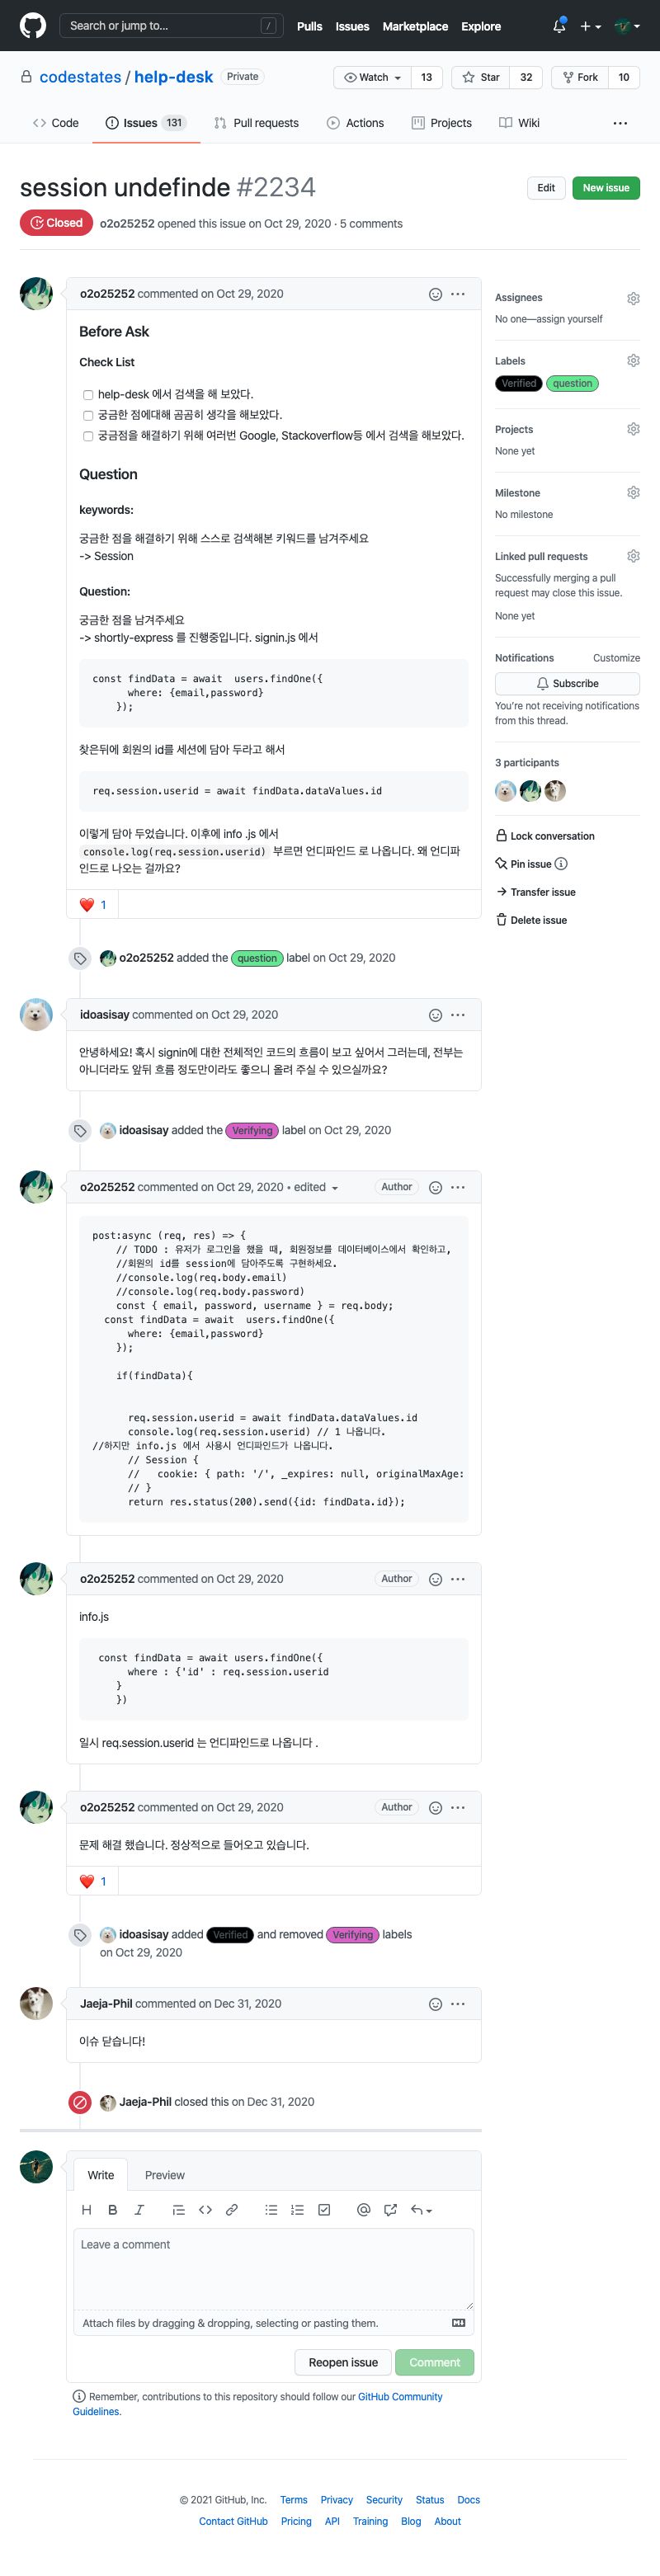 Search or jump to...
/
Pulls Issues Marketplace Explore
codestates / help-desk Private
Watch 13 Star 32 Fork 10
Code Issues 131 Pull requests Actions Projects Wiki
session undefinde #2234
Edit New issue
Closed o2o25252 opened this issue on Oct 29, 2020 · 5 comments
o2o25252 commented on Oct 29, 2020
Before Ask
Check List
help-desk 에서 검색을 해 보았다.
궁금한 점에대해 곰곰히 생각을 해보았다.
궁금점을 해결하기 위해 여러번 Google, Stackoverflow등 에서 검색을 해보았다.
Question
keywords:
궁금한 점을 해결하기 위해 스스로 검색해본 키워드를 남겨주세요
-> Session
Question:
궁금한 점을 남겨주세요
-> shortly-express 를 진행중입니다. signin.js 에서
const findData = await  users.findOne({
      where: {email,password}
    });
찾은뒤에 회원의 id를 세션에 담아 두라고 해서
req.session.userid = await findData.dataValues.id
이렇게 담아 두었습니다. 이후에 info .js 에서
console.log(req.session.userid) 부르면 언디파인드 로 나옵니다. 왜 언디파
인드로 나오는 걸까요?
❤️ 1
Assignees
No one—assign yourself
Labels
Verified question
Projects
None yet
Milestone
No milestone
Linked pull requests
Successfully merging a pull
request may close this issue.
None yet
Notifications Customize
Subscribe
You’re not receiving notifications
from this thread.
3 participants
Lock conversation
Pin issue
Transfer issue
Delete issue
o2o25252 added the question label on Oct 29, 2020
idoasisay commented on Oct 29, 2020
안녕하세요! 혹시 signin에 대한 전체적인 코드의 흐름이 보고 싶어서 그러는데, 전부는
아니더라도 앞뒤 흐름 정도만이라도 좋으니 올려 주실 수 있으실까요?
idoasisay added the Verifying label on Oct 29, 2020
o2o25252 commented on Oct 29, 2020 • edited Author
post:async (req, res) => {
    // TODO : 유저가 로그인을 했을 때, 회원정보를 데이터베이스에서 확인하고,
    //회원의 id를 session에 담아주도록 구현하세요.
    //console.log(req.body.email)
    //console.log(req.body.password)
    const { email, password, username } = req.body;
  const findData = await  users.findOne({
      where: {email,password}
    });
    if(findData){
      req.session.userid = await findData.dataValues.id
      console.log(req.session.userid) // 1 나옵니다.
//하지만 info.js 에서 사용시 언디파인드가 나옵니다.
      // Session {
      //   cookie: { path: '/', _expires: null, originalMaxAge:
      // }
      return res.status(200).send({id: findData.id});
o2o25252 commented on Oct 29, 2020 Author
info.js
 const findData = await users.findOne({
      where : {'id' : req.session.userid
    }
    })
일시 req.session.userid 는 언디파인드로 나옵니다 .
o2o25252 commented on Oct 29, 2020 Author
문제 해결 했습니다. 정상적으로 들어오고 있습니다.
❤️ 1
idoasisay added Verified and removed Verifying labels
on Oct 29, 2020
Jaeja-Phil commented on Dec 31, 2020
이슈 닫습니다!
Jaeja-Phil closed this on Dec 31, 2020
Write Preview
Leave a comment
Attach files by dragging & dropping, selecting or pasting them.
Reopen issue Comment
Remember, contributions to this repository should follow our GitHub Community
Guidelines.
© 2021 GitHub, Inc. Terms Privacy Security Status Docs
Contact GitHub Pricing API Training Blog About